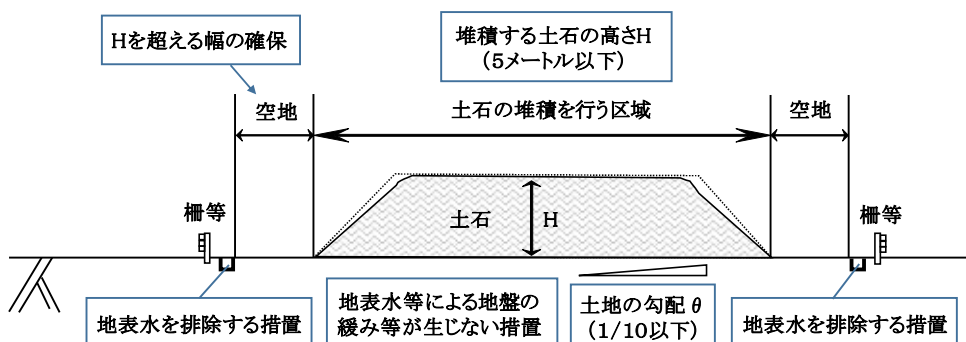 Hを超える幅の確保
堆積する土石の高さH
(5メートル以下)
空地
土石の堆積を行う区域
空地
柵等
土石
H
柵等
地表水を排除する措置
地表水等による地盤の
緩み等が生じない措置
土地の勾配θ
(1/10以下)
地表水を排除する措置